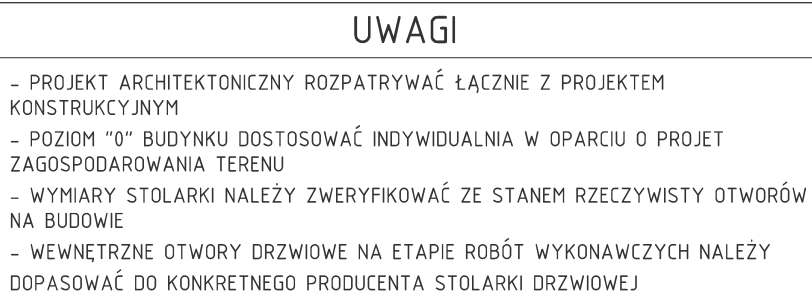 UWAGI
- PROJEKT ARCHITEKTONICZNY ROZPATRYWAĆ ŁĄCZNIE Z PROJEKTEM
KONSTRUKCYJNYM
- POZIOM "0" BUDYNKU DOSTOSOWAĆ INDYWIDUALNIA W OPARCIU O PROJET
ZAGOSPODAROWANIA TERENU
- WYMIARY STOLARKI NALEŻY ZWERYFIKOWAĆ ZE STANEM RZECZYWISTY OTWORÓW
NA BUDOWIE
- WEWNĘTRZNE OTWORY DRZWIOWE NA ETAPIE ROBÓT WYKONAWCZYCH NALEŻY
DOPASOWAĆ DO KONKRETNEGO PRODUCENTA STOLARKI DRZWIOWEJ